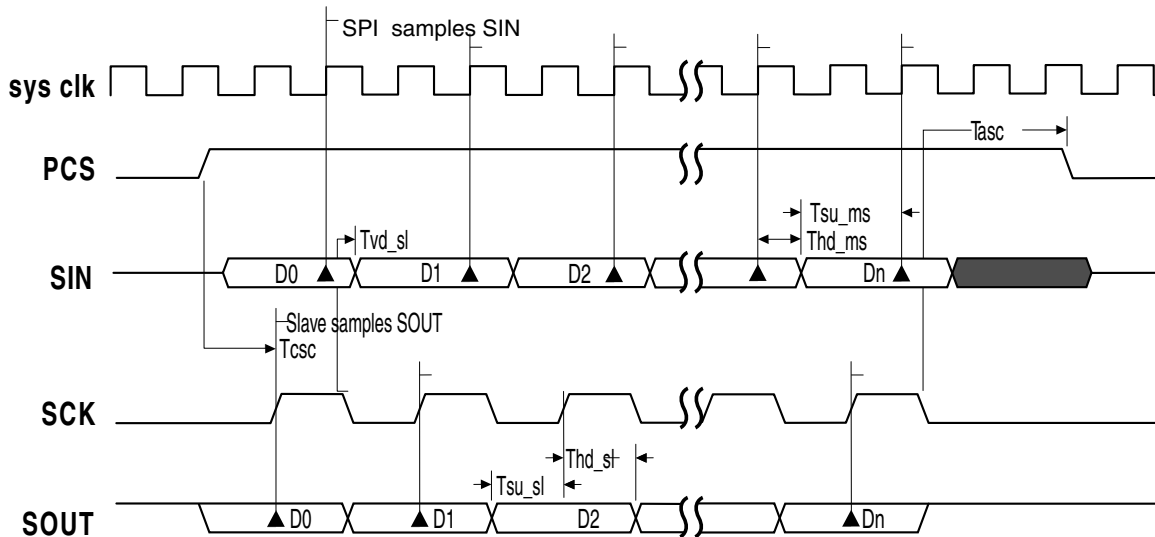 SPI samples SIN
sys clk
Tasc
PCS
Tsu_ms
Thd_ms
Tvd_sl
SIN
D0
D1
D2
Dn
Slave samples SOUT
Tcsc
SCK
Thd_sl
Tsu_sl
SOUT
D0
D1
D2
Dn